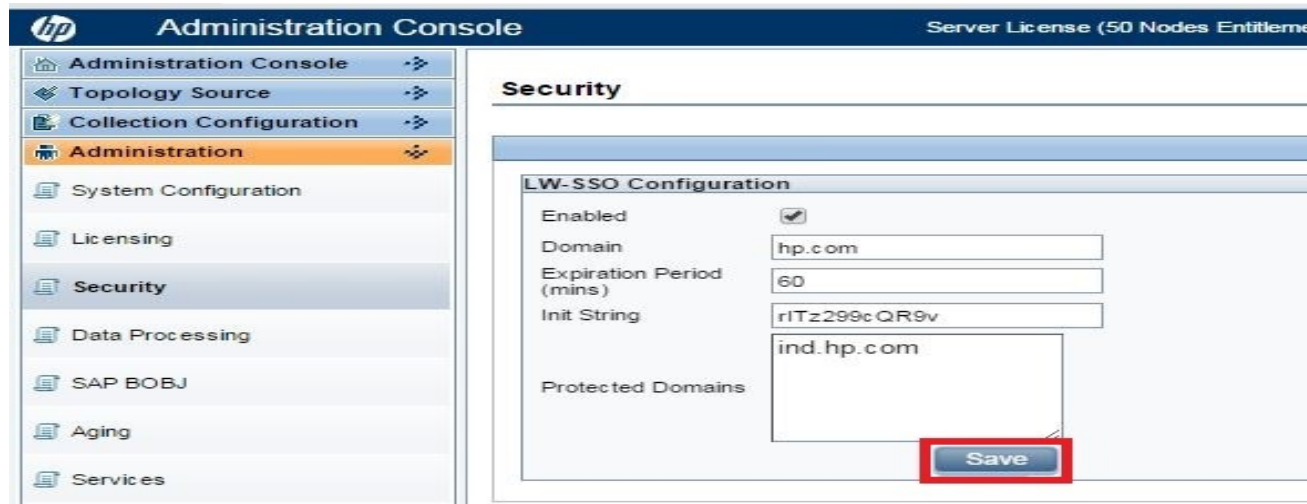 hp Administration Console Server License (50 Nodes Entitleme
Administration Console
Topology Source
Collection Configuration
Administration
System Configuration
Licensing
Security
Data Processing
SAP BOBJ
Aging
Services
Security
LW-SSO Configuration
Enabled
Domain hp.com
Expiration Period
(mins) 60
Init String rITz299cQR9v
Protected Domains ind.hp.com
Save